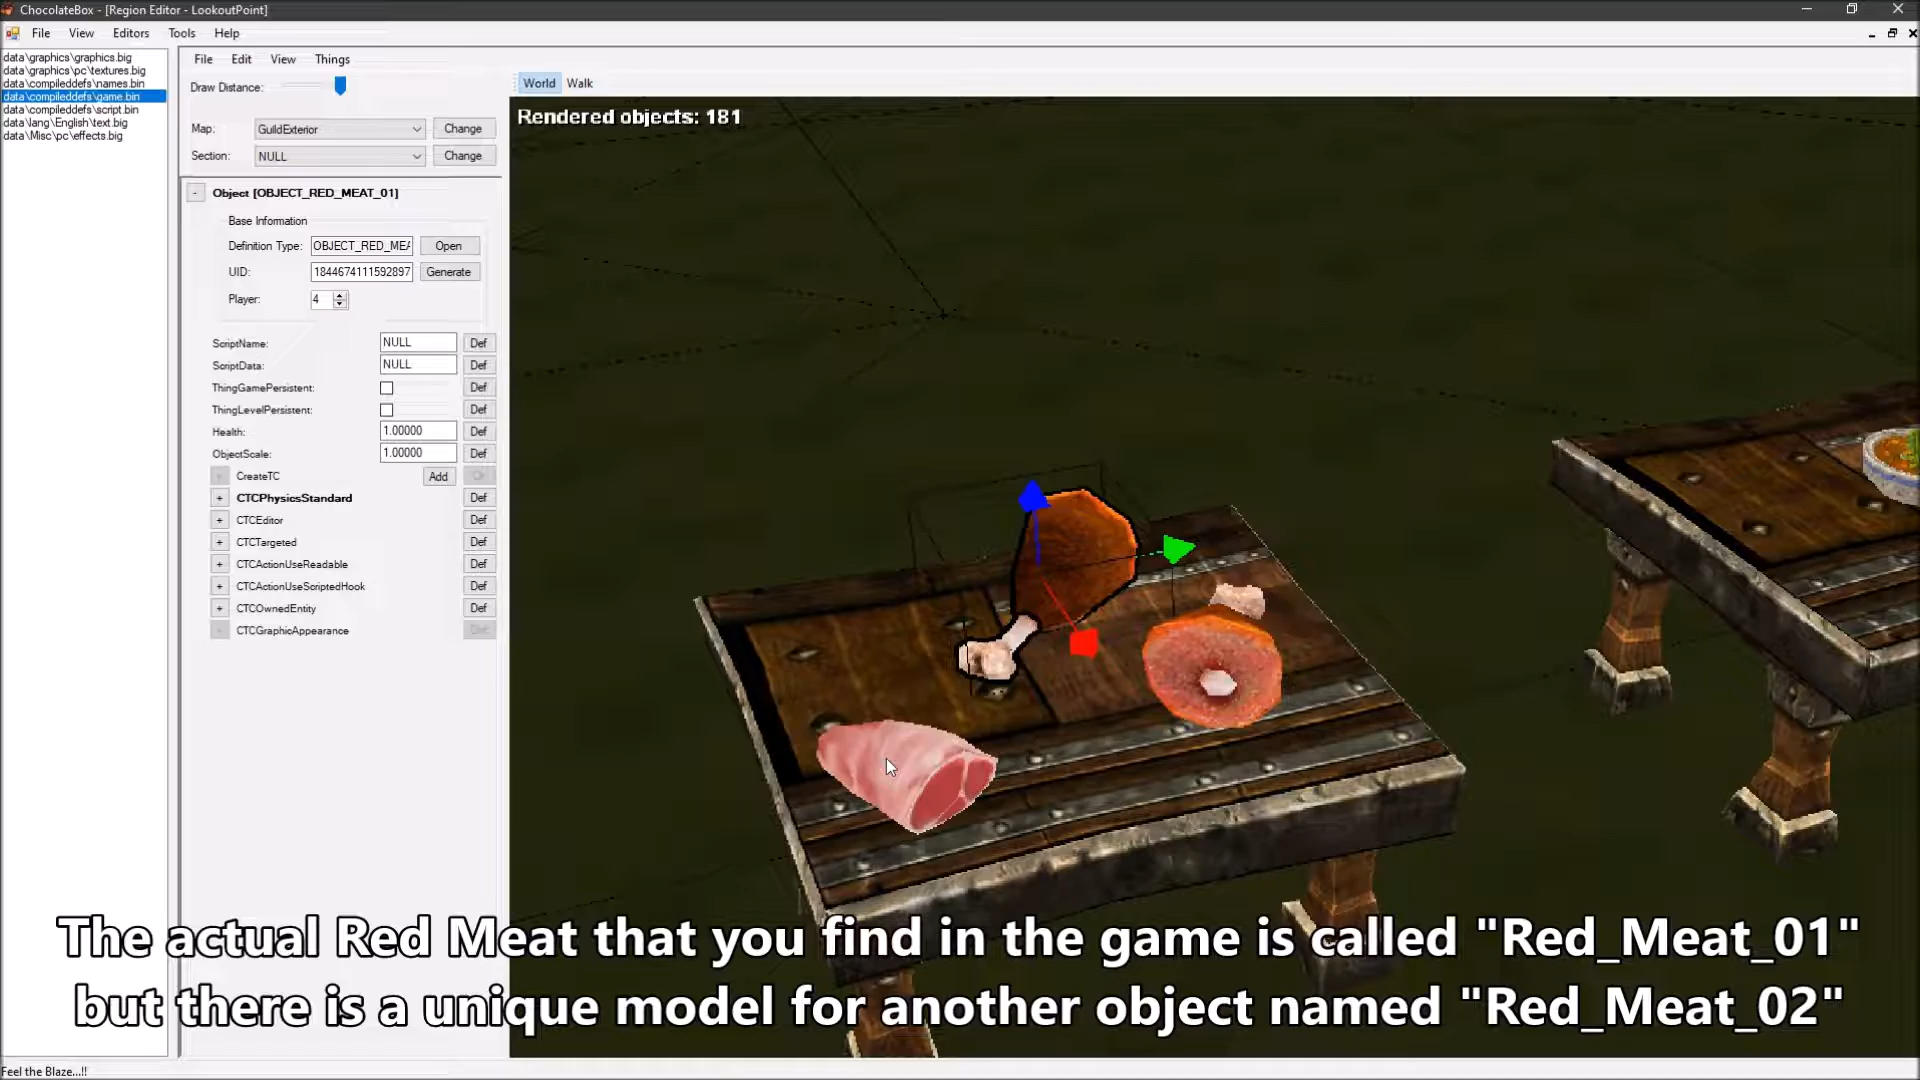 ChocolateBox - [Region Editor - LookoutPoint]
File View Editors Tools Help
data\graphics\graphics.big
data\graphics\pc\textures.big
data\compileddefs\names.bin
data\compileddefs\game.bin
data\compileddefs\script.bin
data\lang\English\text.big
data\Misc\pc\effects.big
File Edit View Things
Draw Distance:
Map: GuildExterior Change
Section: NULL Change
World Walk
Rendered objects: 181
- Object [OBJECT_RED_MEAT_01]
Base Information
Definition Type: OBJECT_RED_MEA Open
UID: 1844674111592897 Generate
Player: 4
ScriptName: NULL Def
ScriptData: NULL Def
ThingGamePersistent: Def
ThingLevelPersistent: Def
Health: 1.00000 Def
ObjectScale: 1.00000 Def
CreateTC Add
+ CTCPhysicsStandard Def
+ CTCEditor Def
+ CTCTargeted Def
+ CTCActionUseReadable Def
+ CTCActionUseScriptedHook Def
+ CTCOwnedEntity Def
CTCGraphicAppearance Def
The actual Red Meat that you find in the game is called "Red_Meat_01"
but there is a unique model for another object named "Red_Meat_02"
Feel the Blaze...!!